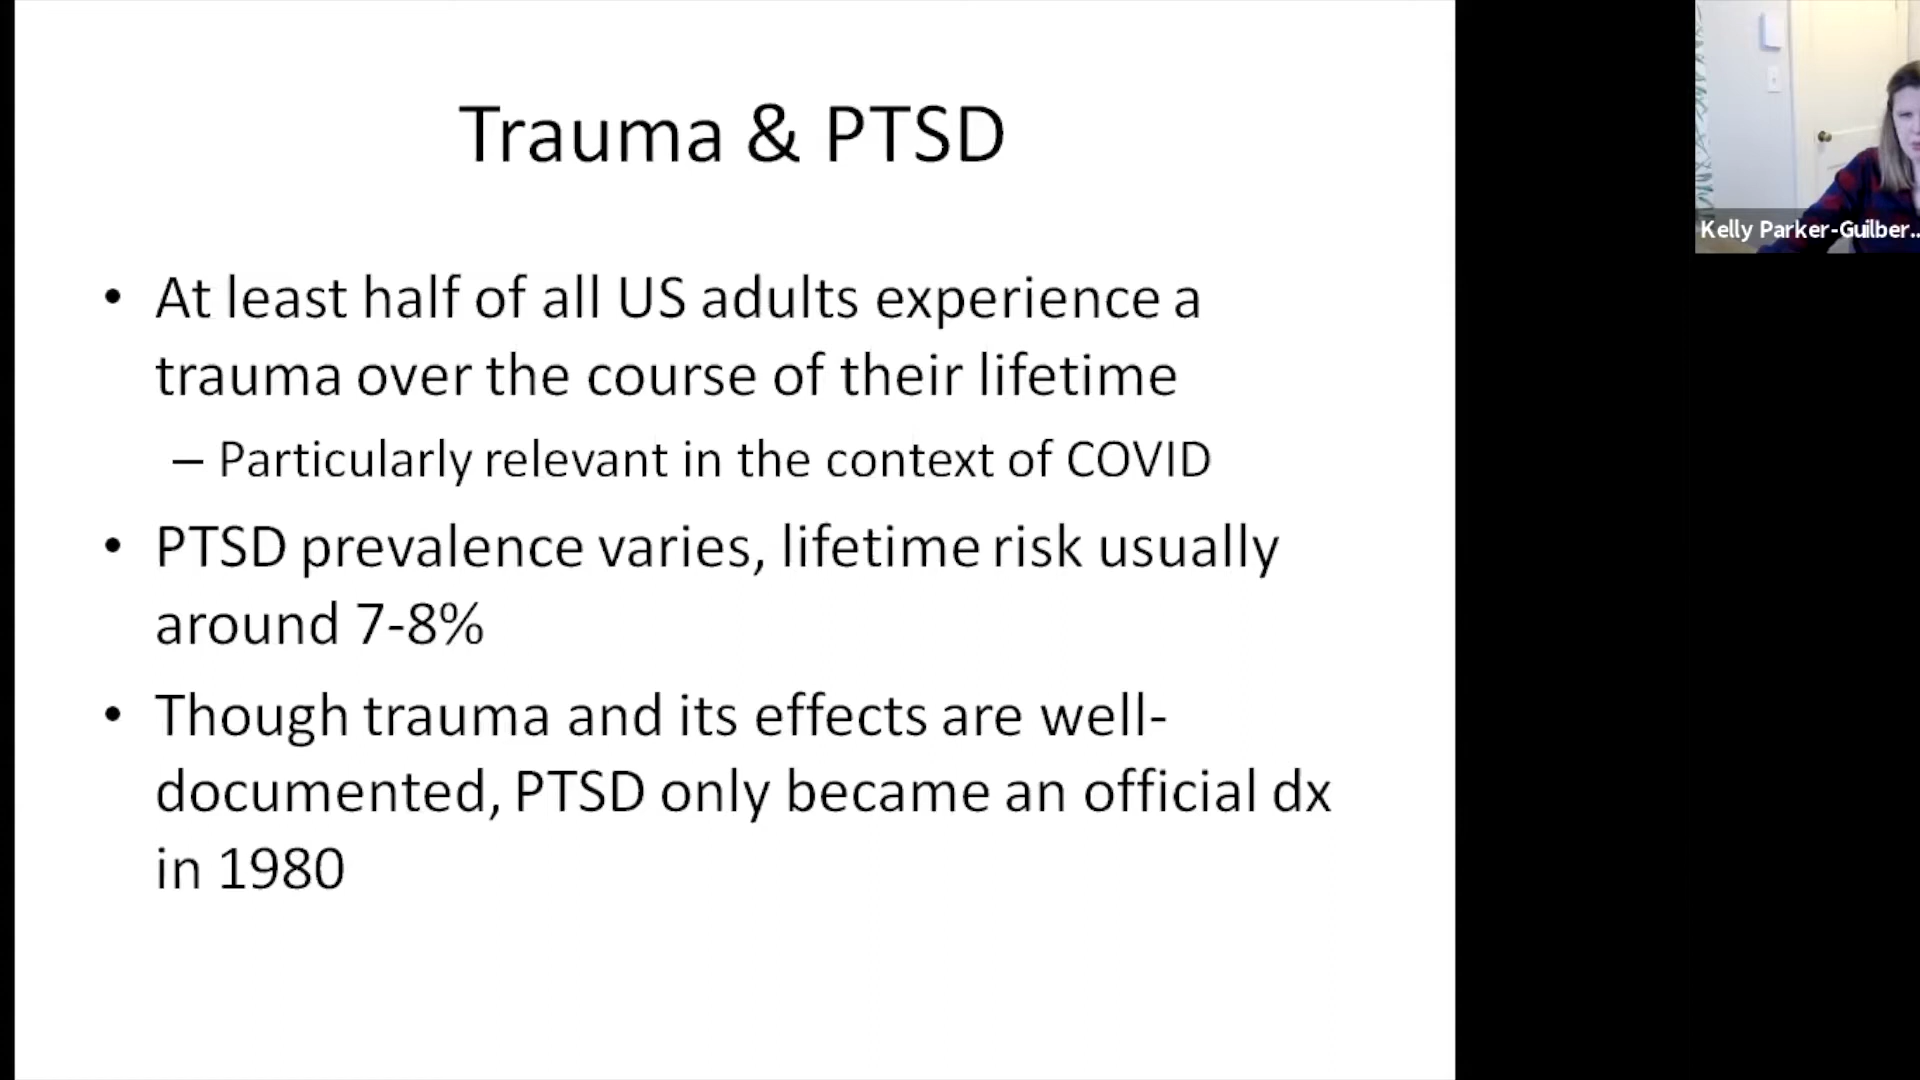 Trauma & PTSD
• At least half of all US adults experience a
trauma over the course of their lifetime
– Particularly relevant in the context of COVID
• PTSD prevalence varies, lifetime risk usually
around 7-8%
• Though trauma and its effects are well-
documented, PTSD only became an official dx
in 1980
Kelly Parker-Guilber...